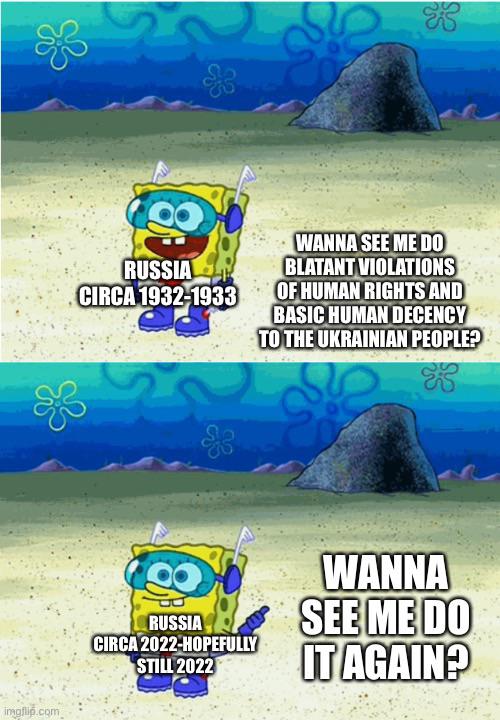 RUSSIA
CIRCA 1932-1933
WANNA SEE ME DO
BLATANT VIOLATIONS
OF HUMAN RIGHTS AND
BASIC HUMAN DECENCY
TO THE UKRAINIAN PEOPLE?
RUSSIA
CIRCA 2022-HOPEFULLY
STILL 2022
WANNA
SEE ME DO
IT AGAIN?
imgflip.com